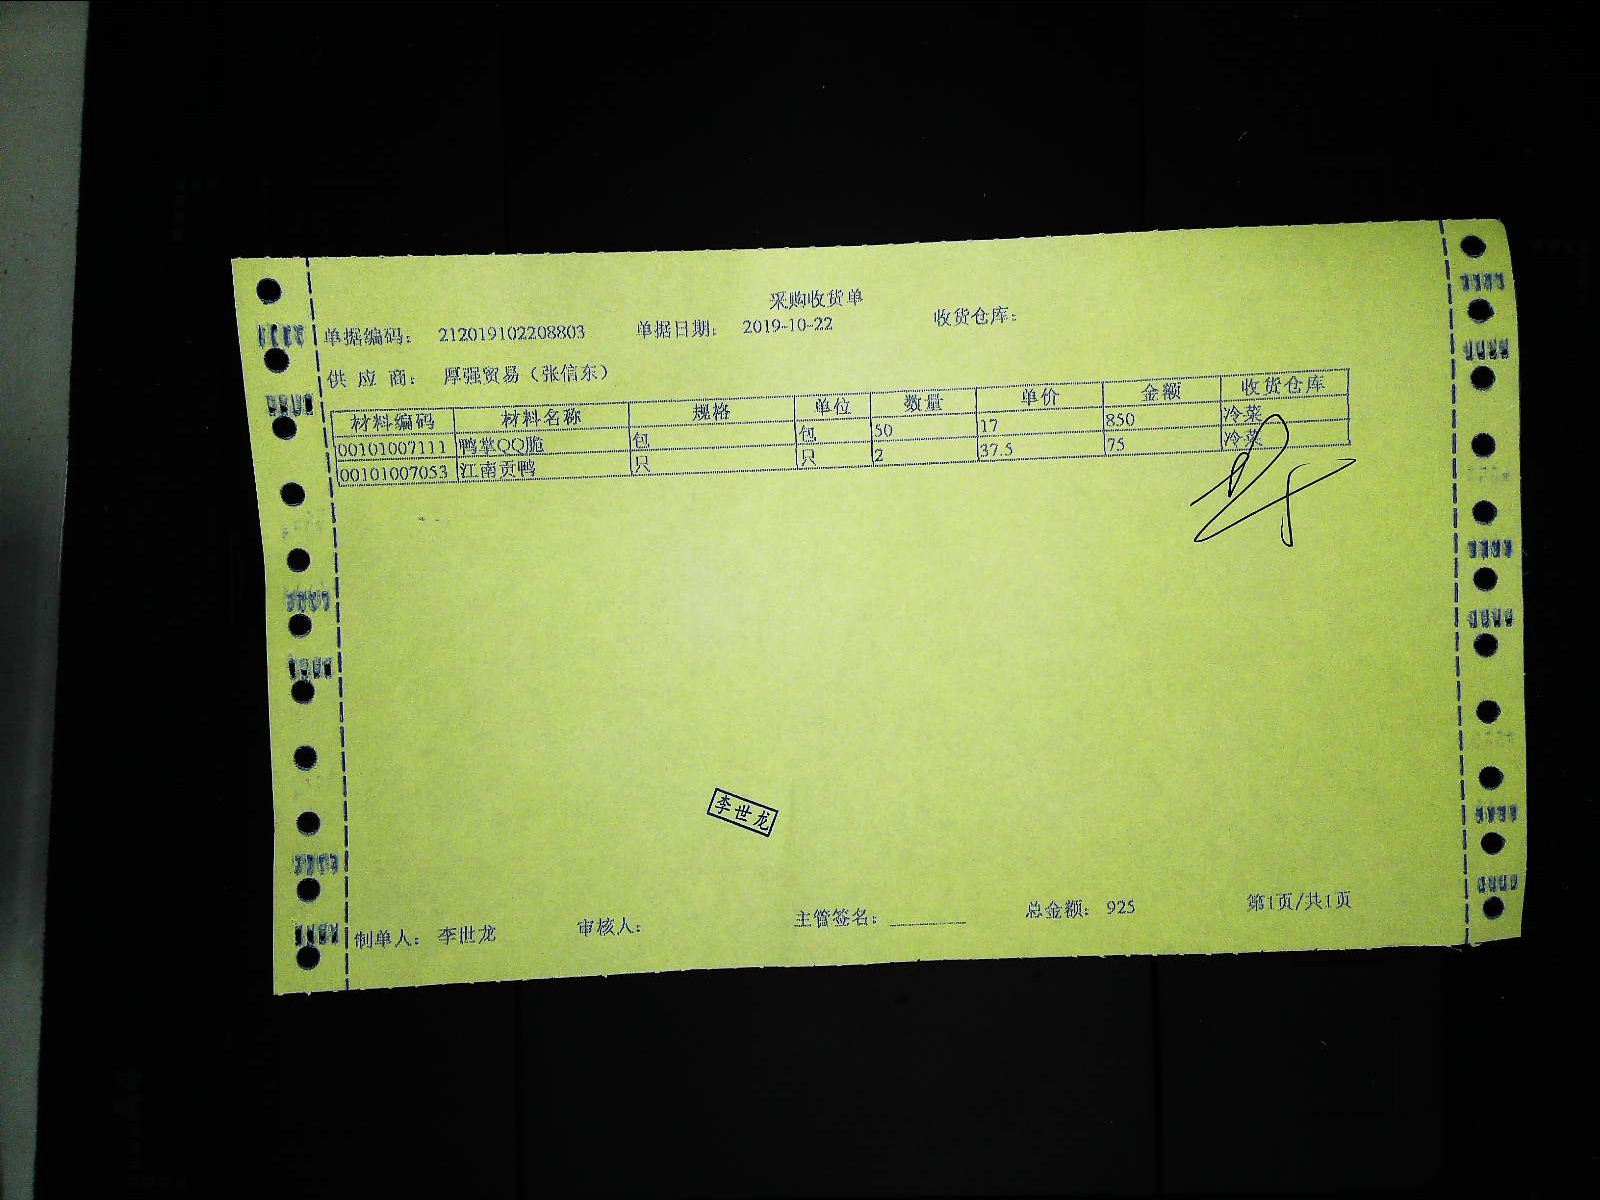 采购收货单
单据编码: 212019102208803 单据日期: 2019-10-22 收货仓库:
供 应 商: 厚强贸易（张信东）
材料编码 材料名称 规格 单位 数量 单价 金额 收货仓库
00101007111 鸭掌QQ脆 包 包 50 17 850 冷菜
00101007053 江南贡鸭 只 只 2 37.5 75 冷菜
李世龙
制单人: 李世龙 审核人: 主管签名: ________ 总金额: 925 第1页/共1页